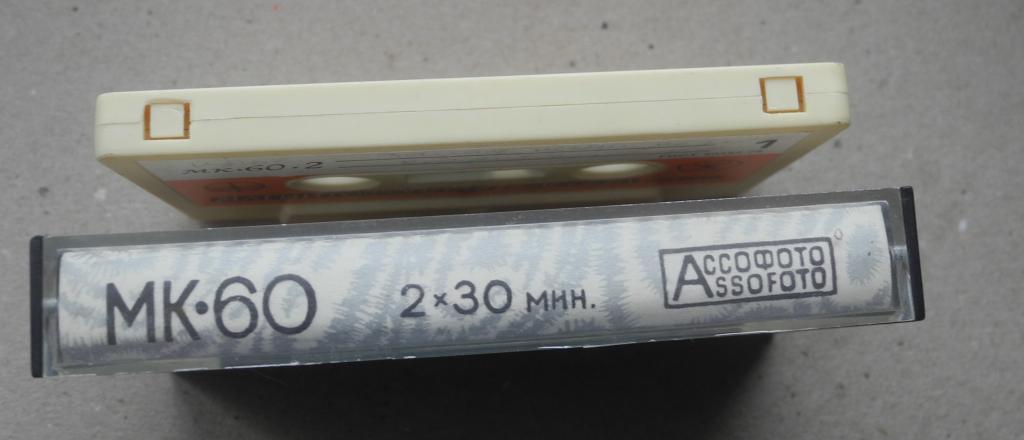 МК·60·2
1
МК·60
2×30 мин.
АССОФОТО
ASSOFOTO